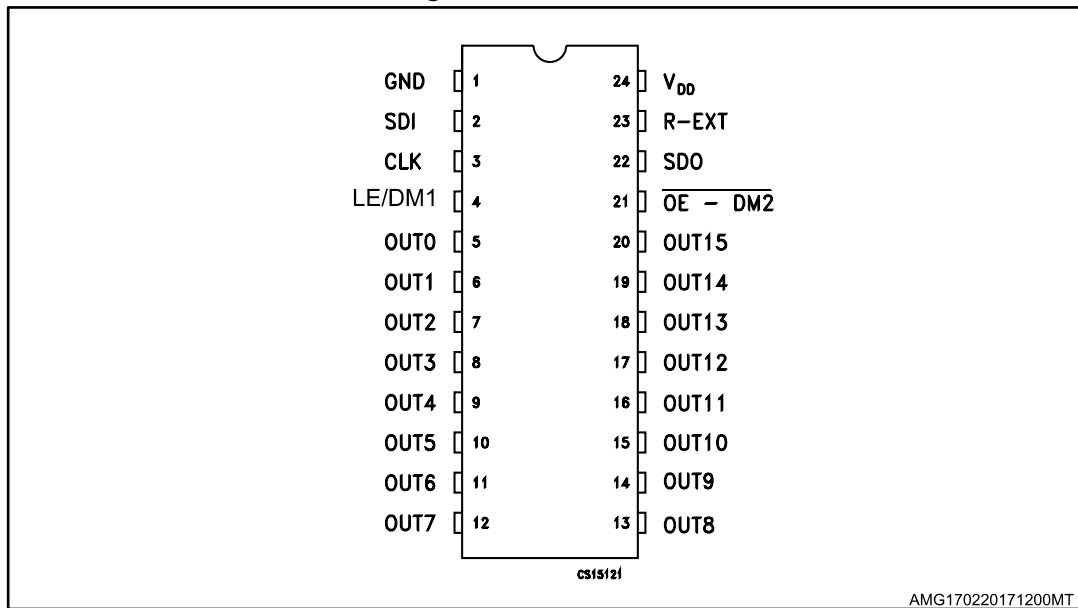 GND 1 24 V_DD
SDI 2 23 R-EXT
CLK 3 22 SDO
LE/DM1 4 21 OE - DM2
OUT0 5 20 OUT15
OUT1 6 19 OUT14
OUT2 7 18 OUT13
OUT3 8 17 OUT12
OUT4 9 16 OUT11
OUT5 10 15 OUT10
OUT6 11 14 OUT9
OUT7 12 13 OUT8
CS15121
AMG170220171200MT